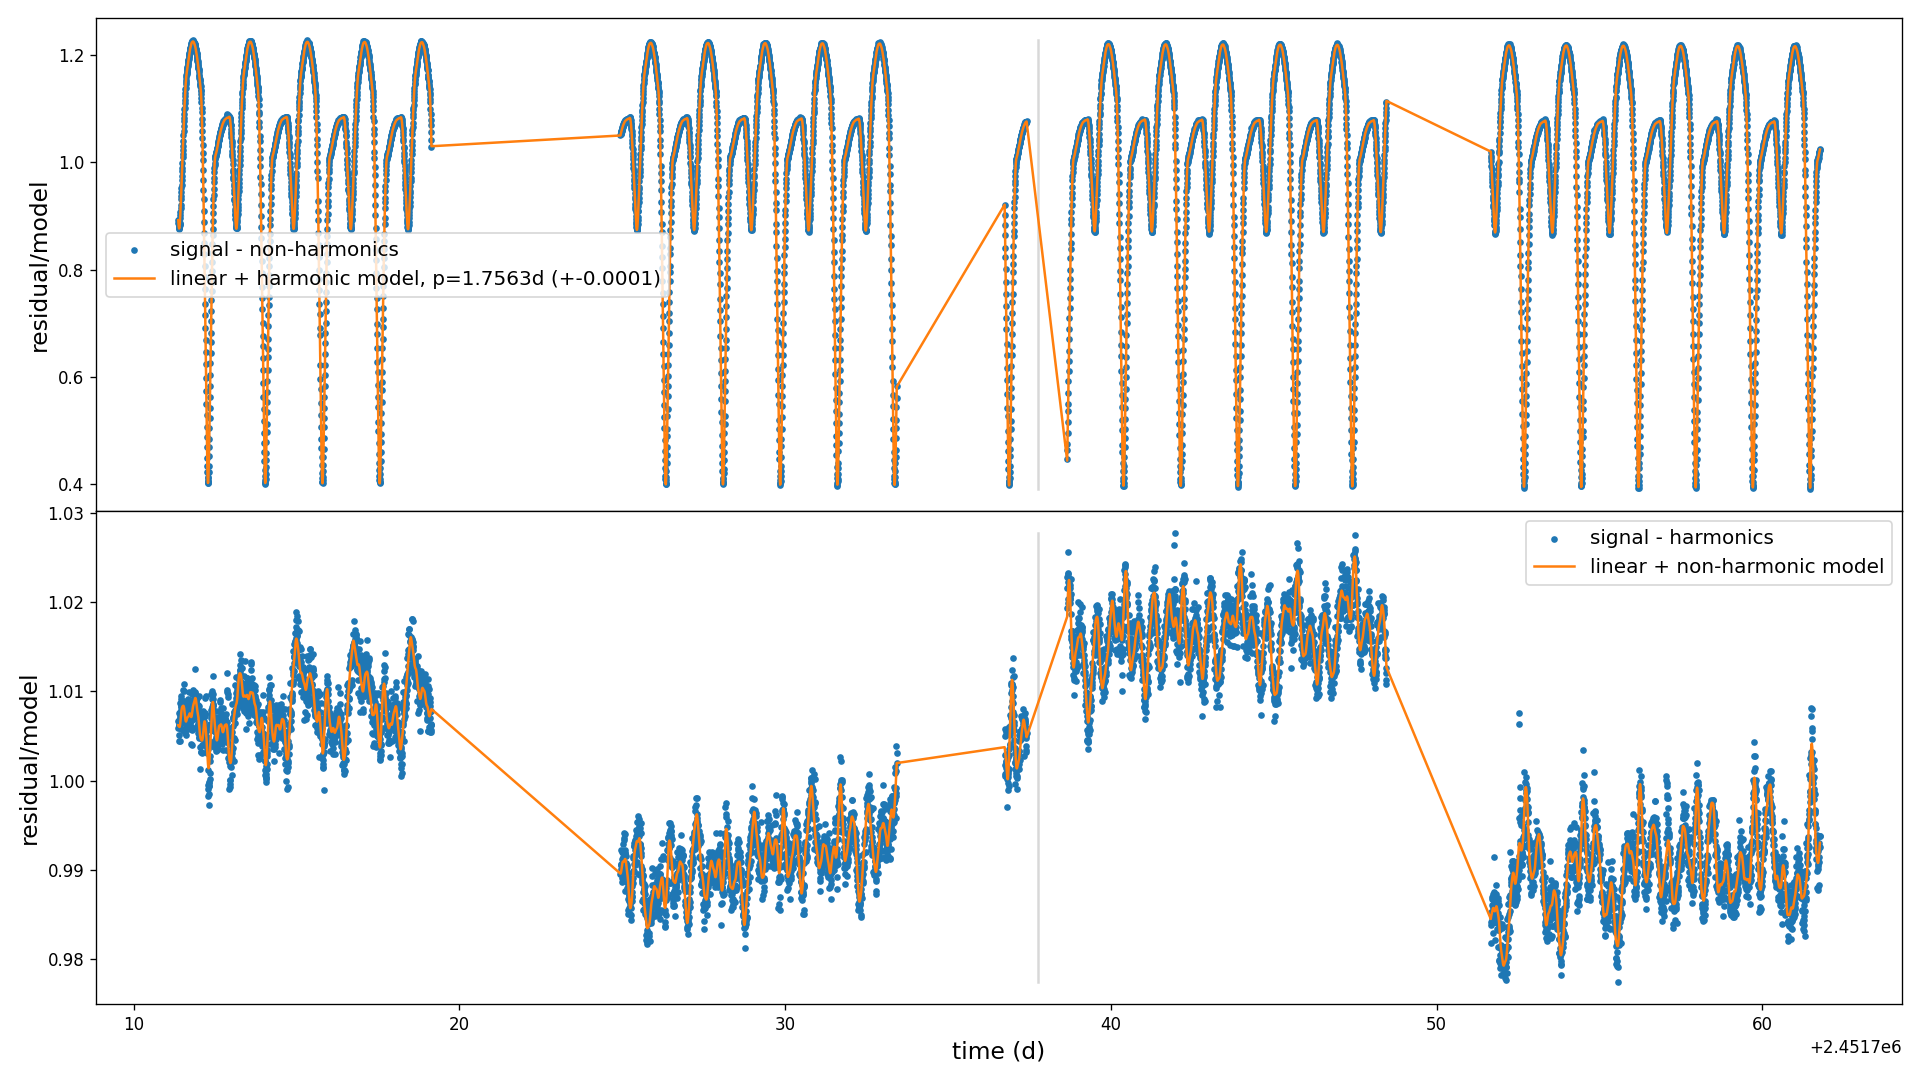 1.2
1.0
0.8
0.6
0.4
residual/model
signal - non-harmonics
linear + harmonic model, p=1.7563d (+-0.0001)
1.03
1.02
1.01
1.00
0.99
0.98
residual/model
signal - harmonics
linear + non-harmonic model
10 20 30 40 50 60
time (d)
+2.4517e6